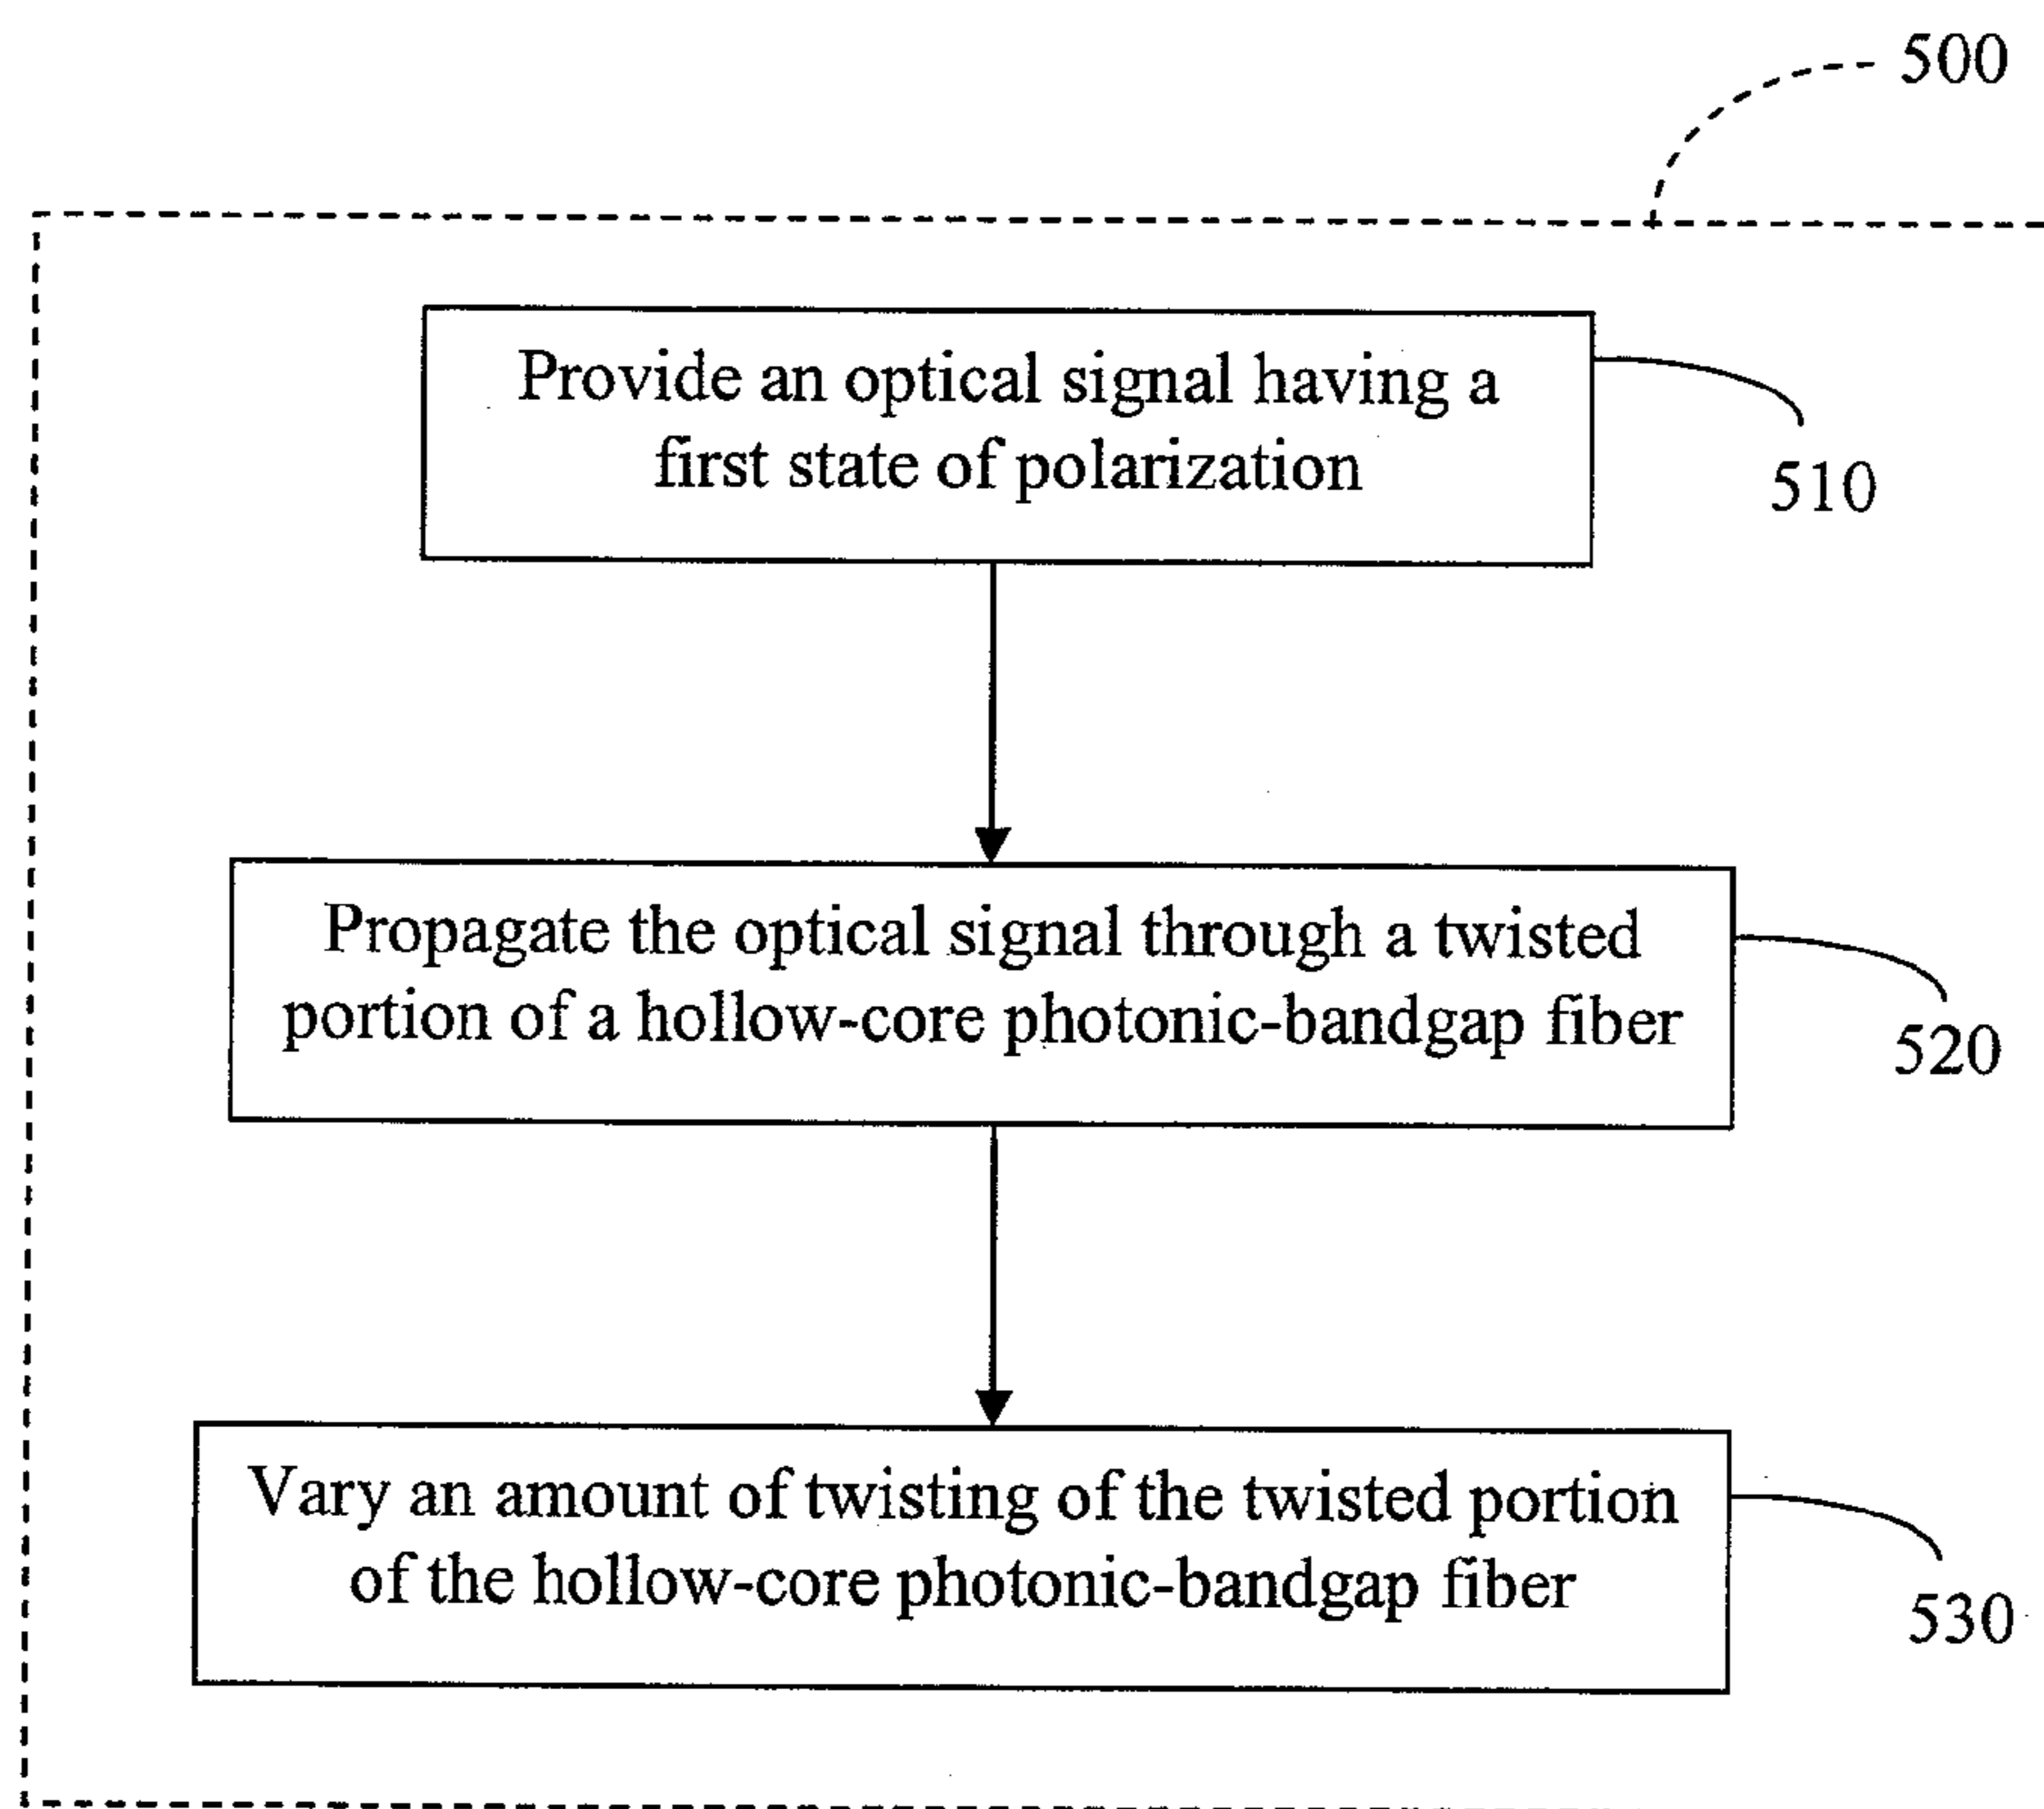 500
Provide an optical signal having a
first state of polarization
510
Propagate the optical signal through a twisted
portion of a hollow-core photonic-bandgap fiber
520
Vary an amount of twisting of the twisted portion
of the hollow-core photonic-bandgap fiber
530